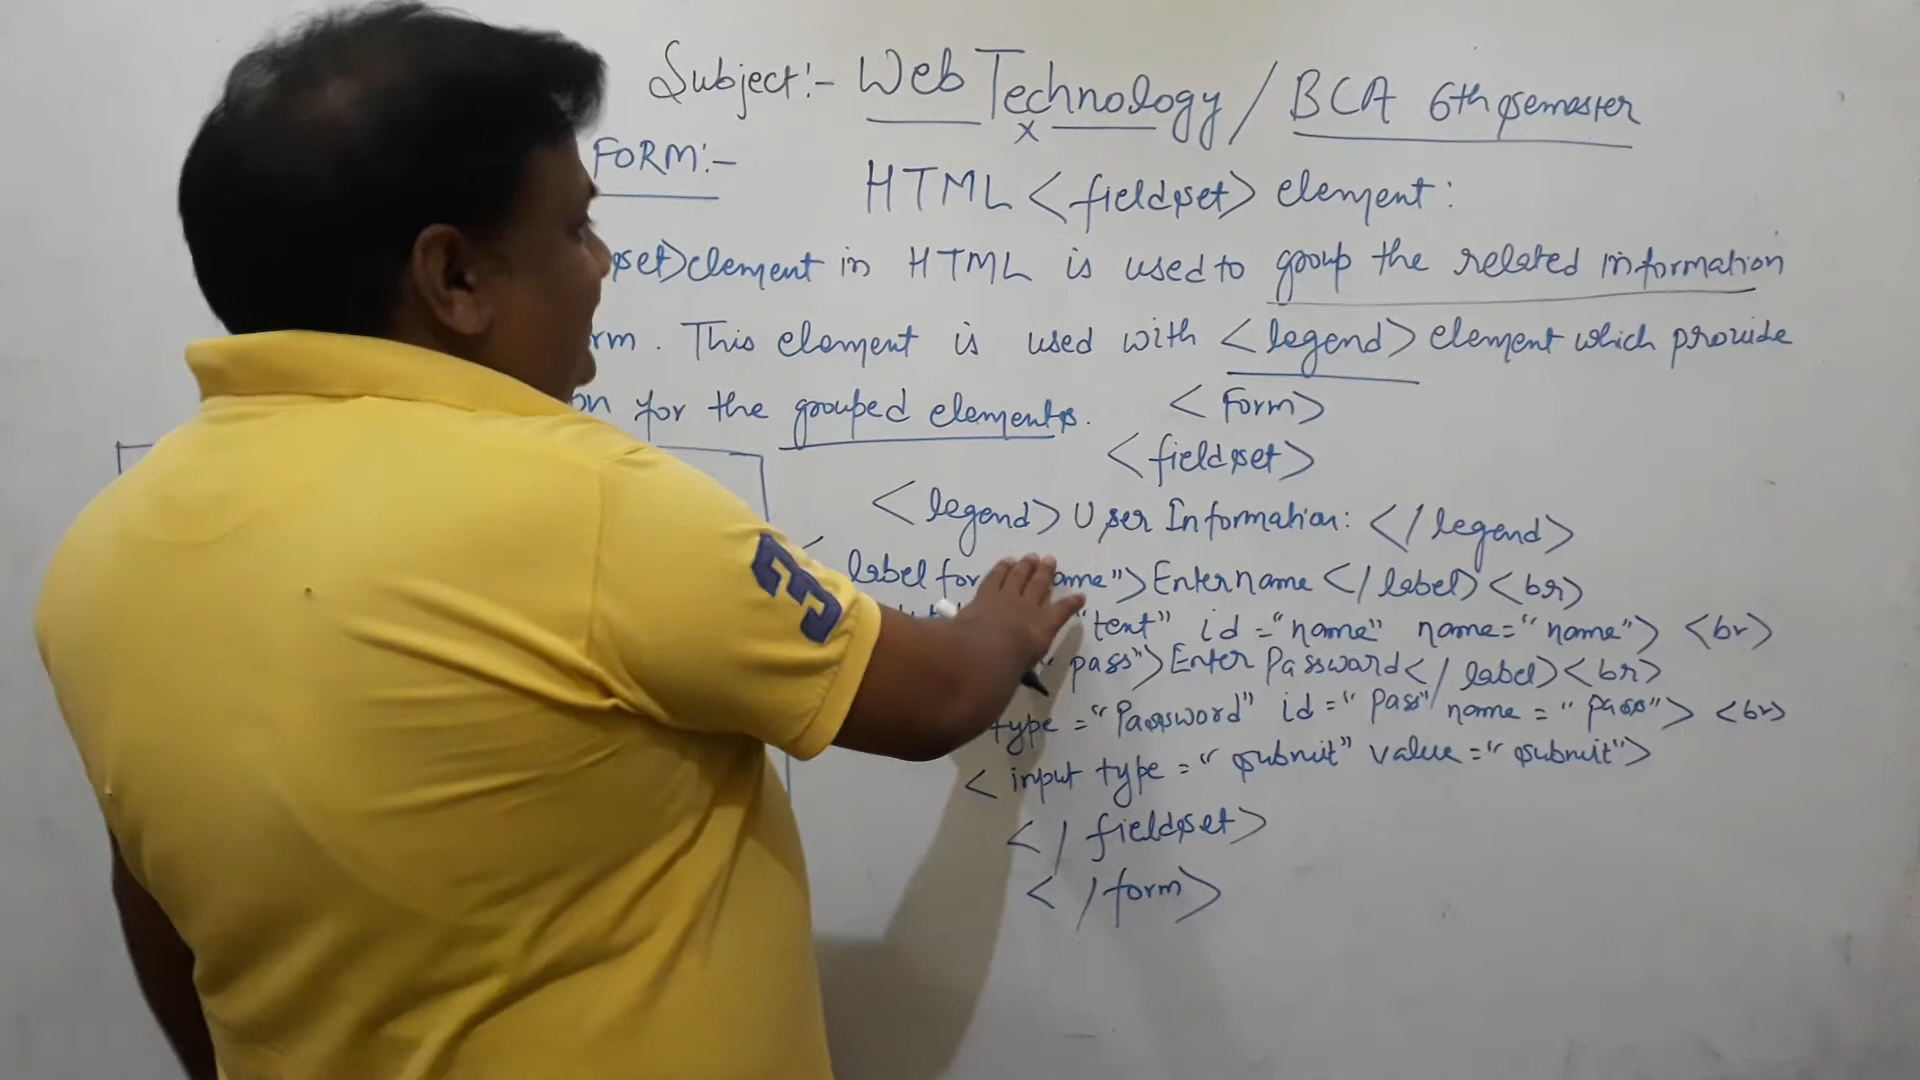 Subject:- Web Technology / BCA 6th semester
x
FORM:-
HTML <fieldset> element:
set>element in HTML is used to group the related information
rm. This element is used with <legend> element which provide
on for the grouped elements.
<Form>
<fieldset>
<legend> User Information: </legend>
<label for ame">Enter name </label><br>
"text" id="name" name="name"> <br>
"pass">Enter Passward</label><br>
type="Password" id="Pass" name="pass"> <br>
<input type="submit" value="submit">
</fieldset>
</form>
3